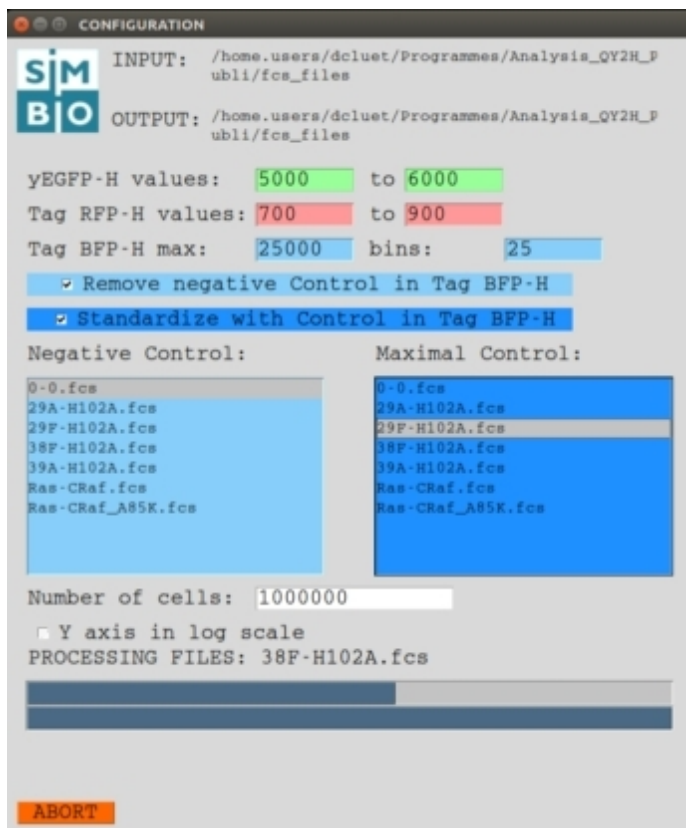 CONFIGURATION
SiM
BIO
INPUT: /home.users/dcluet/Programmes/Analysis_QY2H_P
ubli/fcs_files
OUTPUT: /home.users/dcluet/Programmes/Analysis_QY2H_P
ubli/fcs_files
yEGFP-H values: 5000 to 6000
Tag RFP-H values: 700 to 900
Tag BFP-H max: 25000 bins: 25
Remove negative Control in Tag BFP-H
Standardize with Control in Tag BFP-H
Negative Control: Maximal Control:
0-0.fcs 0-0.fcs
29A-H102A.fcs 29A-H102A.fcs
29F-H102A.fcs 29F-H102A.fcs
38F-H102A.fcs 38F-H102A.fcs
39A-H102A.fcs 39A-H102A.fcs
Ras-CRaf.fcs Ras-CRaf.fcs
Ras-CRaf_A85K.fcs Ras-CRaf_A85K.fcs
Number of cells: 1000000
Y axis in log scale
PROCESSING FILES: 38F-H102A.fcs
ABORT